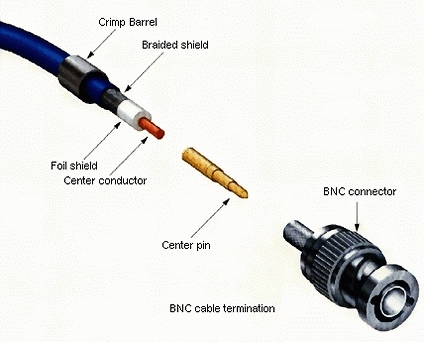 Crimp Barrel
Braided shield
Foil shield
Center conductor
BNC connector
Center pin
BNC cable termination